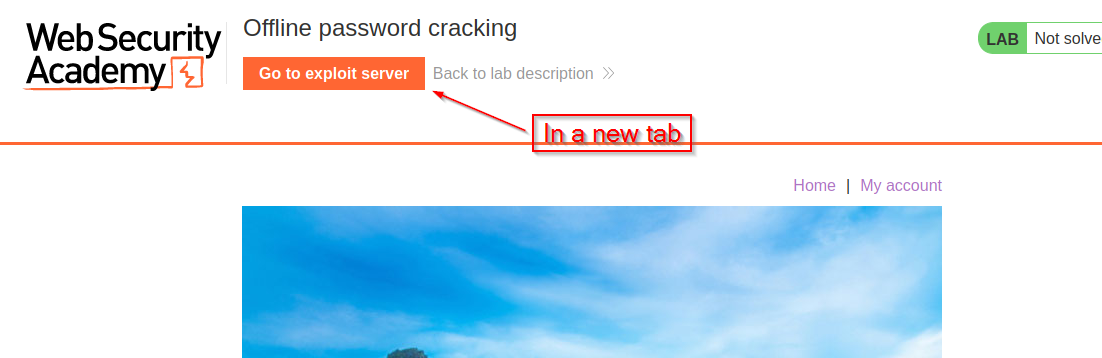 Web Security
Academy
Offline password cracking
Go to exploit server
Back to lab description
LAB
Not solve
In a new tab
Home | My account